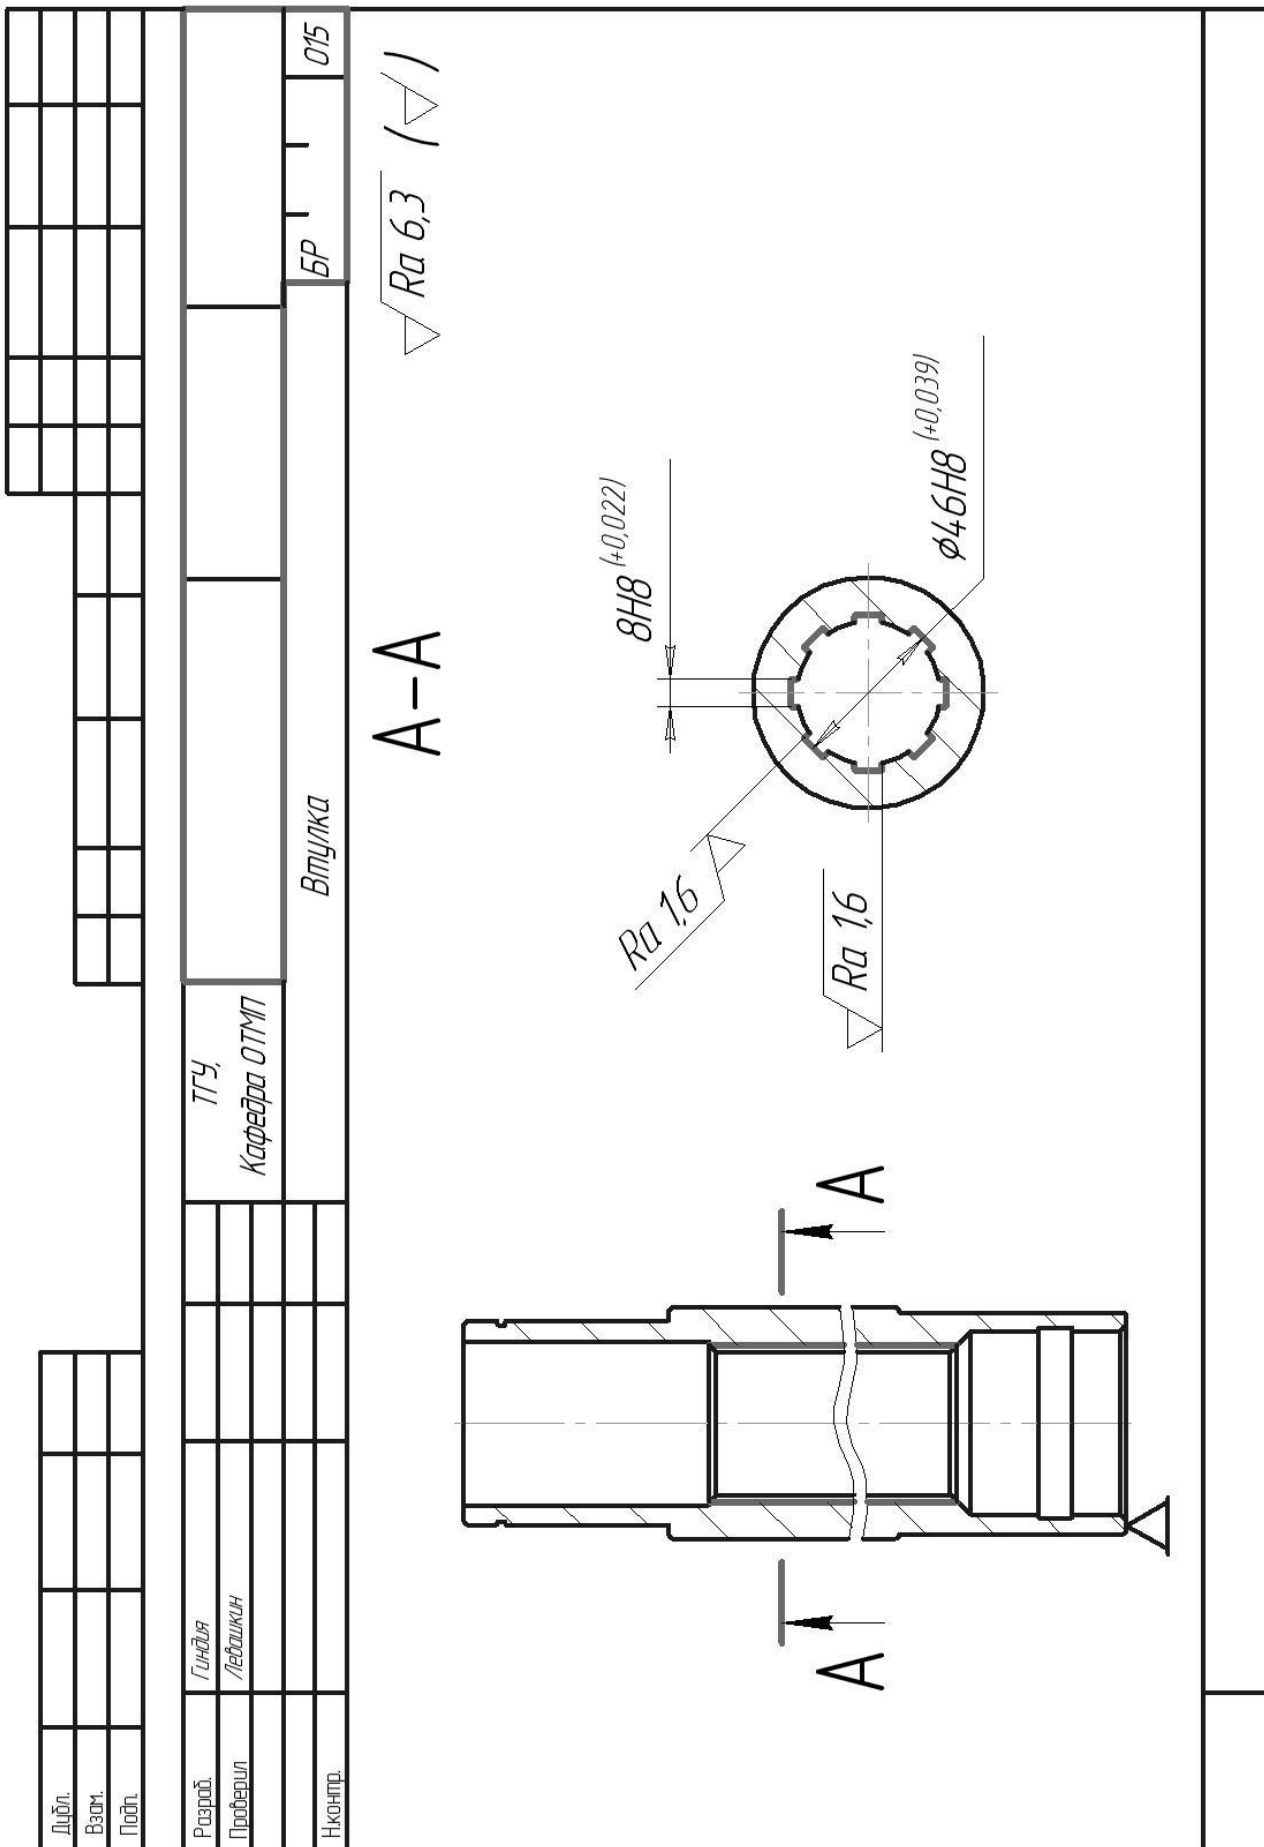 Дубл.
Взам.
Подп.
Разраб.
Гиндия
ТГУ,
Проверил
Левашкин
Кафедра ОТМП
Н.контр.
Втулка
БР
015
А-А
Ra 6,3 ( )
8H8 (+0,022)
Ra 1,6
Ra 1,6
ϕ46H8 (+0,039)
А
А